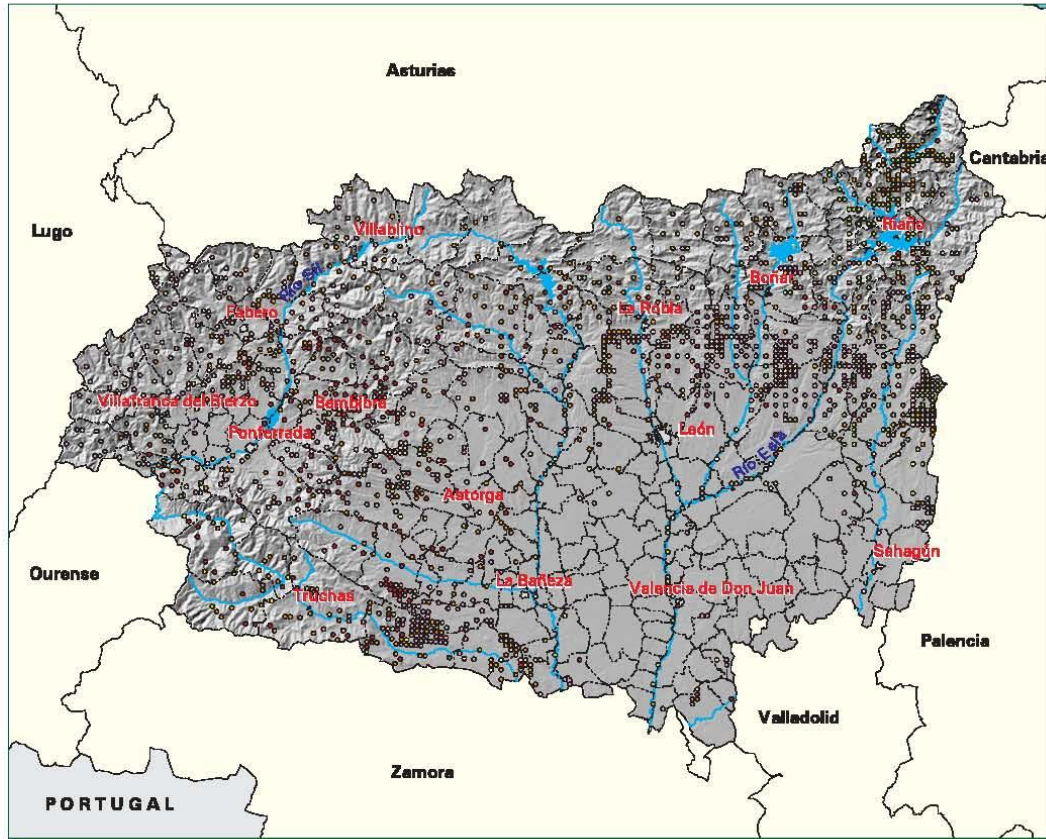 Asturias
Cantabria
Lugo
Villablino
Riaño
Río Sil
Boñar
Fabero
La Robla
Villafranca del Bierzo
Bembibre
Ponferrada
León
Río Esla
Astorga
Sahagún
Ourense
La Bañeza
Valencia de Don Juan
Truchas
Palencia
Valladolid
Zamora
PORTUGAL